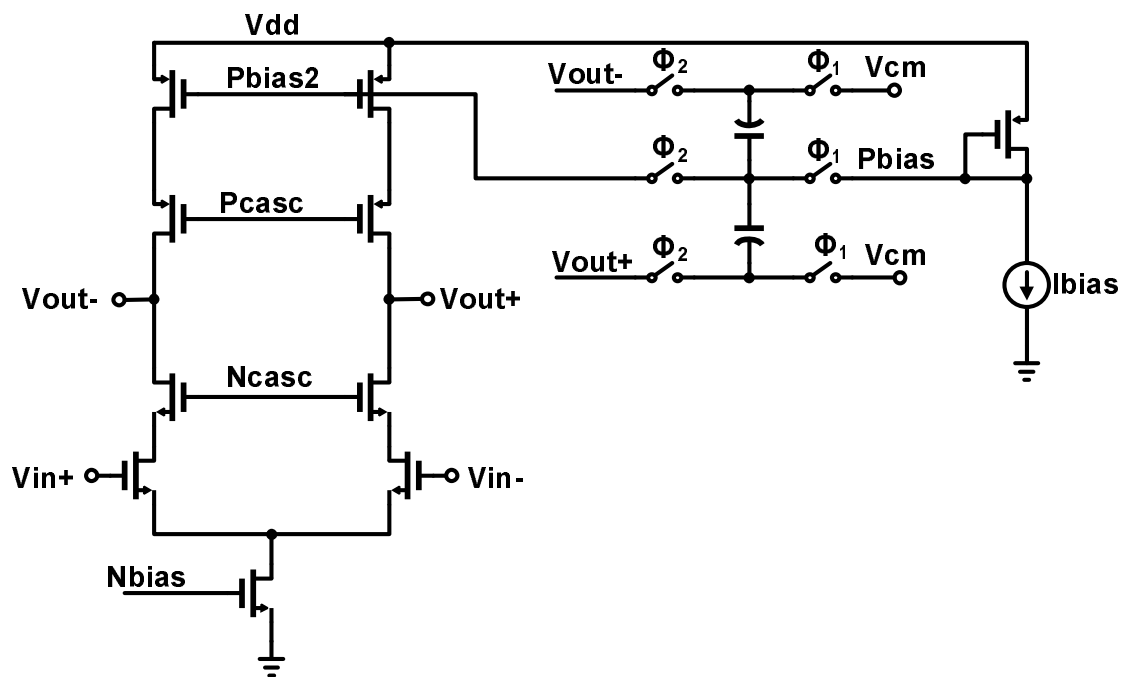 Vdd
Pbias2
Vout-
Φ2
Φ1
Vcm
Φ2
Φ1
Pbias
Pcasc
Vout+
Φ2
Φ1
Vcm
Vout-
Vout+
Ibias
Ncasc
Vin+
Vin-
Nbias